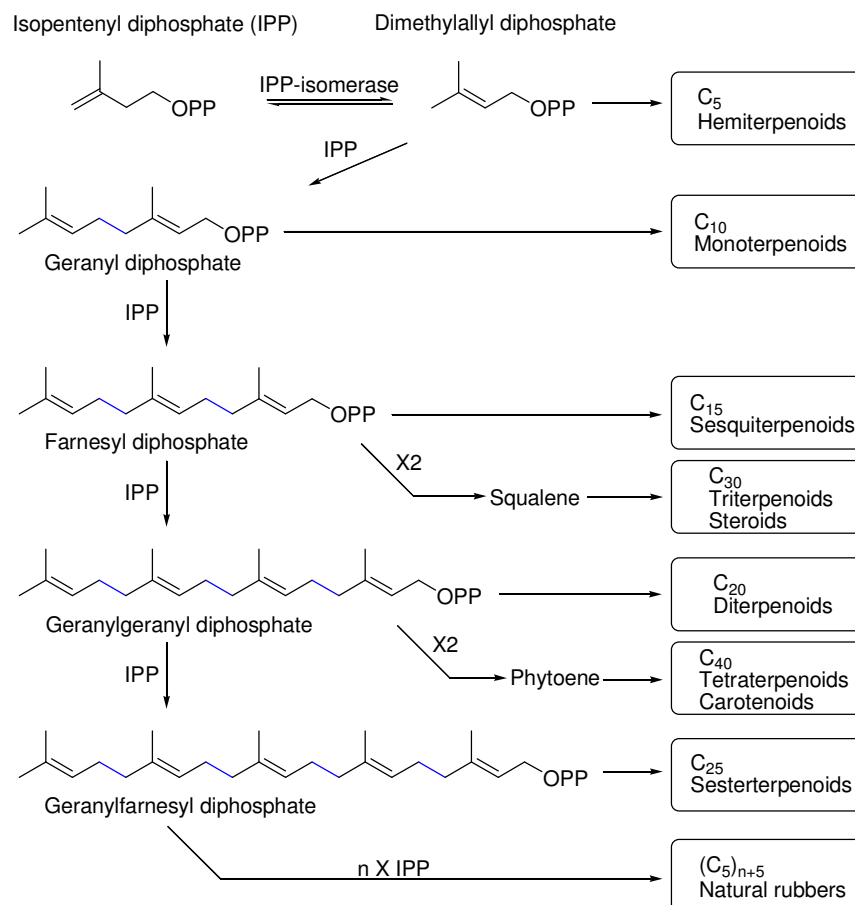 Isopentenyl diphosphate (IPP)
Dimethylallyl diphosphate
IPP-isomerase
OPP
OPP
C5
Hemiterpenoids
IPP
OPP
Geranyl diphosphate
C10
Monoterpenoids
IPP
OPP
Farnesyl diphosphate
C15
Sesquiterpenoids
X2
IPP
Squalene
C30
Triterpenoids
Steroids
OPP
Geranylgeranyl diphosphate
C20
Diterpenoids
X2
IPP
Phytoene
C40
Tetraterpenoids
Carotenoids
OPP
Geranylfarnesyl diphosphate
C25
Sesterterpenoids
n X IPP
(C5)n+5
Natural rubbers